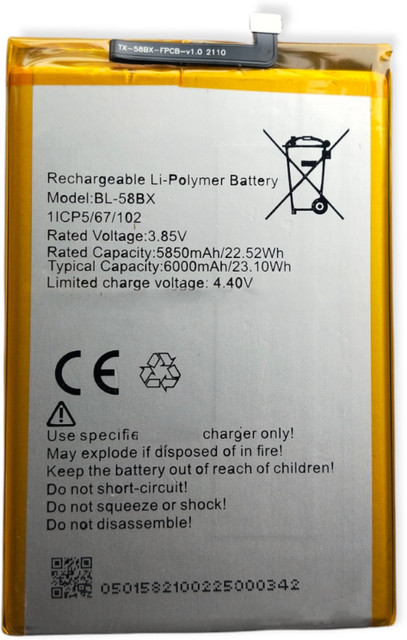 TX-58BX-FPCB-v1.0 2110
Rechargeable Li-Polymer Battery
Model:BL-58BX
1ICP5/67/102
Rated Voltage:3.85V
Rated Capacity:5850mAh/22.52Wh
Typical Capacity:6000mAh/23.10Wh
Limited charge voltage: 4.40V
CE
Use specifie charger only!
May explode if disposed of in fire!
Keep the battery out of reach of children!
Do not short-circuit!
Do not squeeze or shock!
Do not disassemble!
0501582100225000342